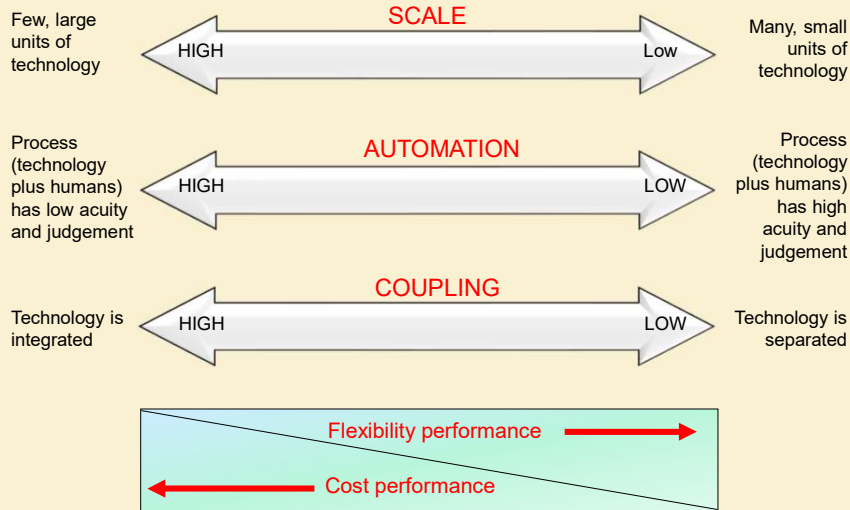 SCALE
Few, large
units of
technology
HIGH
Low
Many, small
units of
technology
AUTOMATION
Process
(technology
plus humans)
has low acuity
and judgement
HIGH
LOW
Process
(technology
plus humans)
has high
acuity and
judgement
COUPLING
Technology is
integrated
HIGH
LOW
Technology is
separated
Flexibility performance
Cost performance